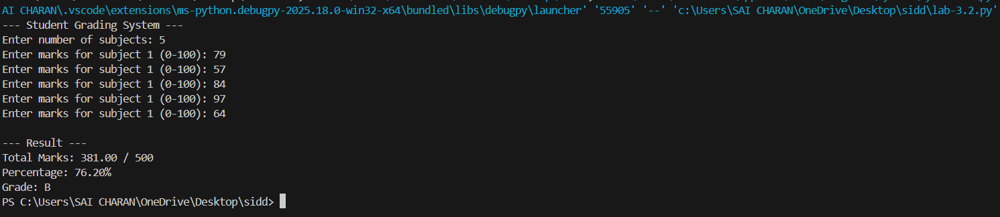 AI CHARAN\.vscode\extensions\ms-python.debugpy-2025.18.0-win32-x64\bundled\libs\debugpy\launcher' '55905' '--' 'c:\Users\SAI CHARAN\OneDrive\Desktop\sidd\lab-3.2.py'
--- Student Grading System ---
Enter number of subjects: 5
Enter marks for subject 1 (0-100): 79
Enter marks for subject 1 (0-100): 57
Enter marks for subject 1 (0-100): 84
Enter marks for subject 1 (0-100): 97
Enter marks for subject 1 (0-100): 64
--- Result ---
Total Marks: 381.00 / 500
Percentage: 76.20%
Grade: B
PS C:\Users\SAI CHARAN\OneDrive\Desktop\sidd>